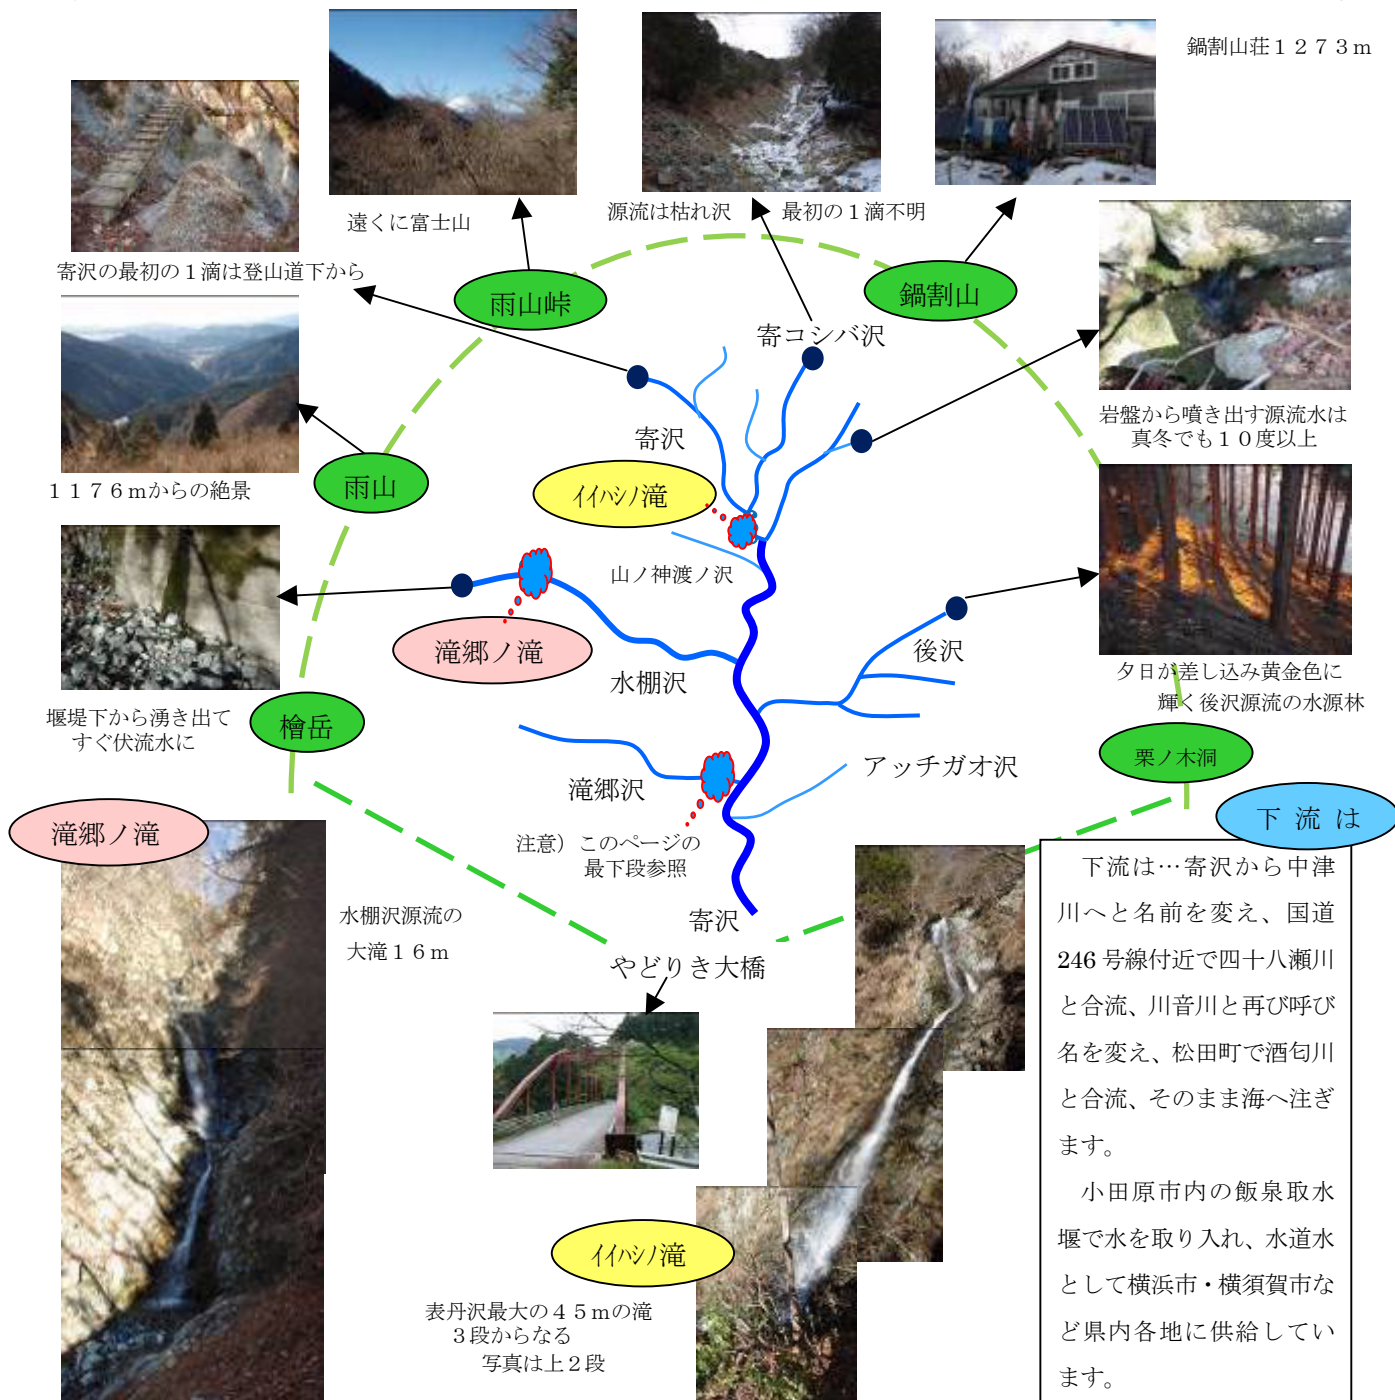 鍋割山荘１２７３ｍ
遠くに富士山
源流は枯れ沢　最初の１滴不明
寄沢の最初の１滴は登山道下から
雨山峠
鍋割山
寄コシバ沢
岩盤から噴き出す源流水は
真冬でも１０度以上
寄沢
１１７６ｍからの絶景
雨山
イイハシノ滝
山ノ神渡ノ沢
滝郷ノ滝
水棚沢
後沢
夕日が差し込み黄金色に
輝く後沢源流の水源林
堰堤下から湧き出て
すぐ伏流水に
檜岳
栗ノ木洞
滝郷沢
アッチガオ沢
注意）このページの
最下段参照
滝郷ノ滝
下 流 は
水棚沢源流の
大滝１６ｍ
寄沢
やどりき大橋
下流は…寄沢から中津
川へと名前を変え、国道
246 号線付近で四十八瀬川
と合流、川音川と再び呼び
名を変え、松田町で酒匂川
と合流、そのまま海へ注ぎ
ます。
小田原市内の飯泉取水
堰で水を取り入れ、水道水
として横浜市・横須賀市な
ど県内各地に供給してい
ます。
イイハシノ滝
表丹沢最大の４５ｍの滝
３段からなる
写真は上２段